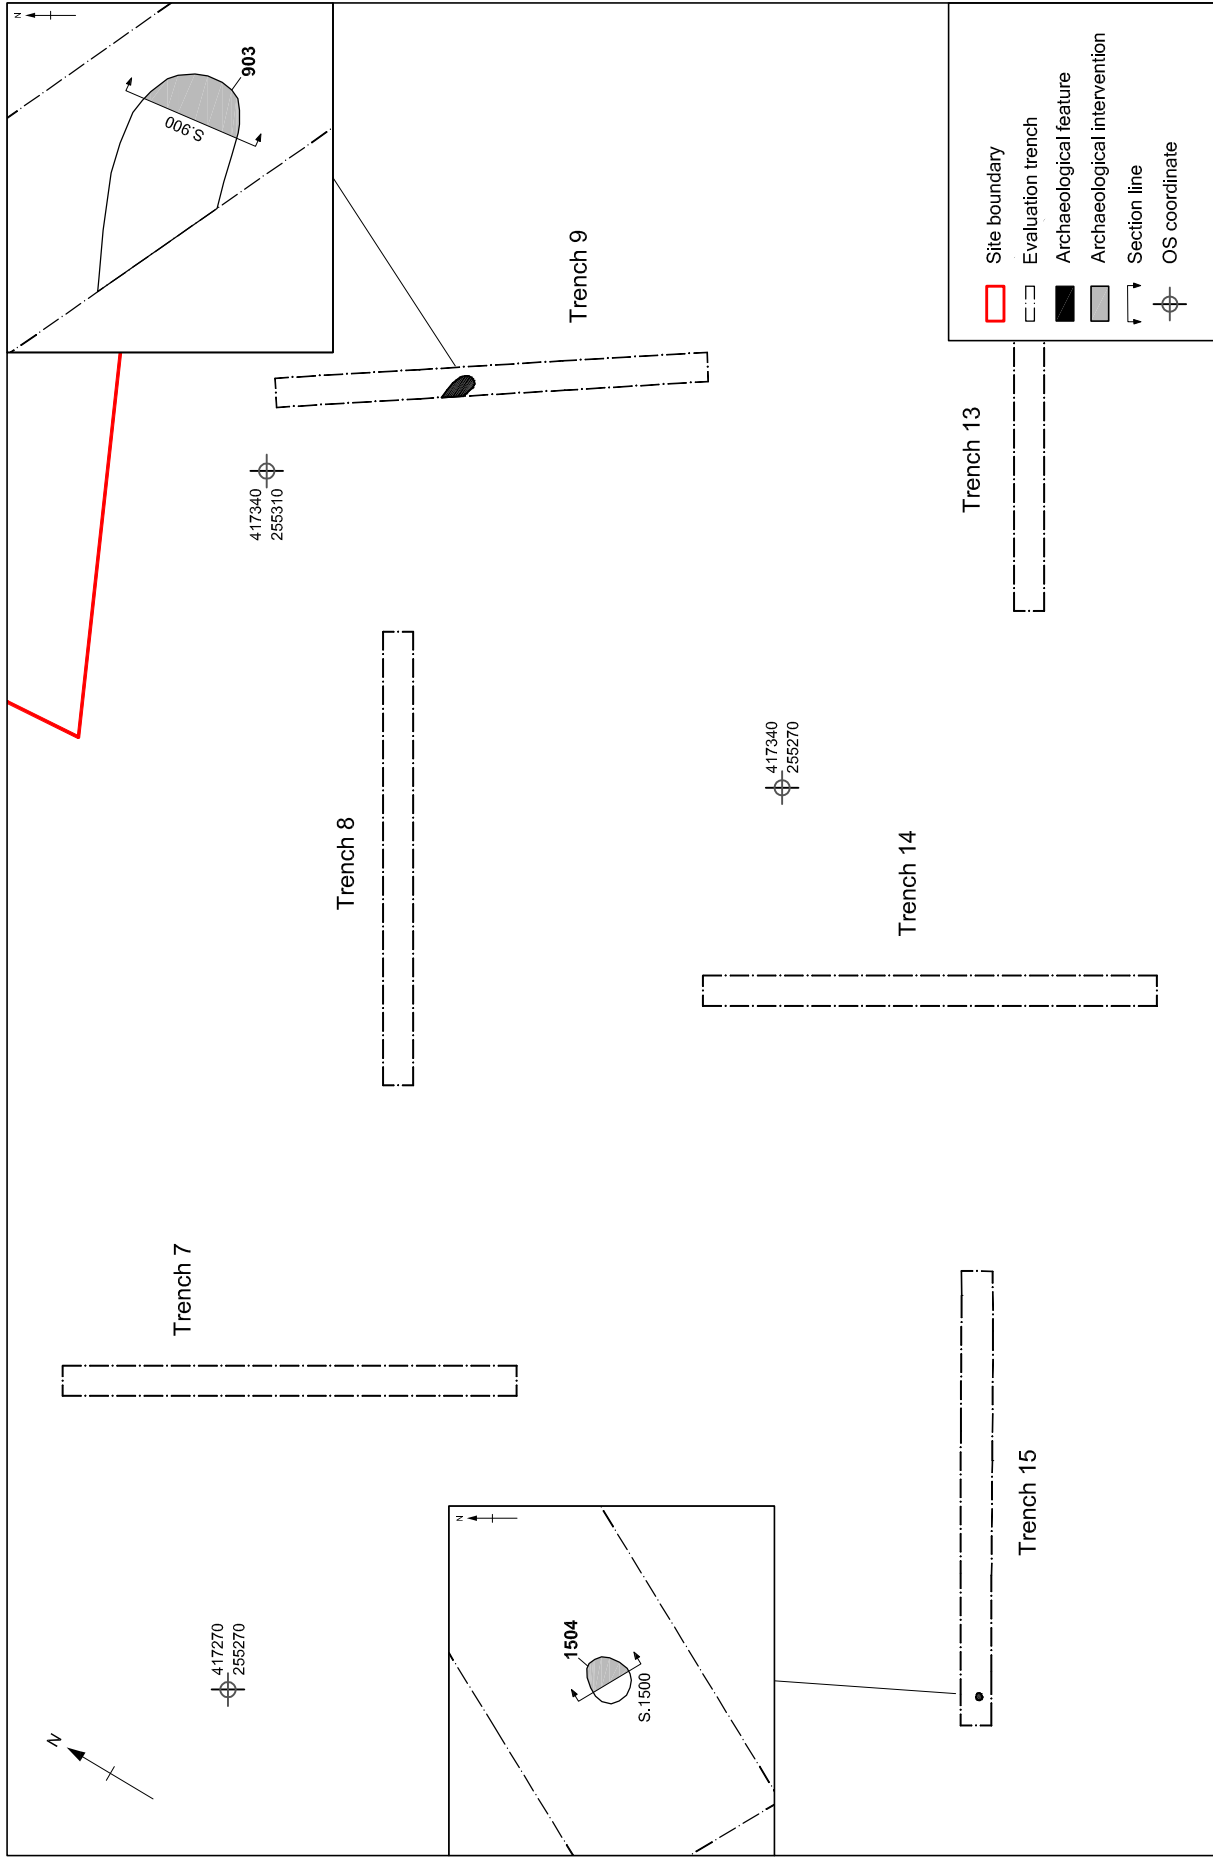 N
903
S.900
Trench 9
417340
255310
Trench 8
Trench 7
417270
255270
N
N
1504
S.1500
Trench 15
Trench 14
417340
255270
Trench 13
Site boundary
Evaluation trench
Archaeological feature
Archaeological intervention
Section line
OS coordinate